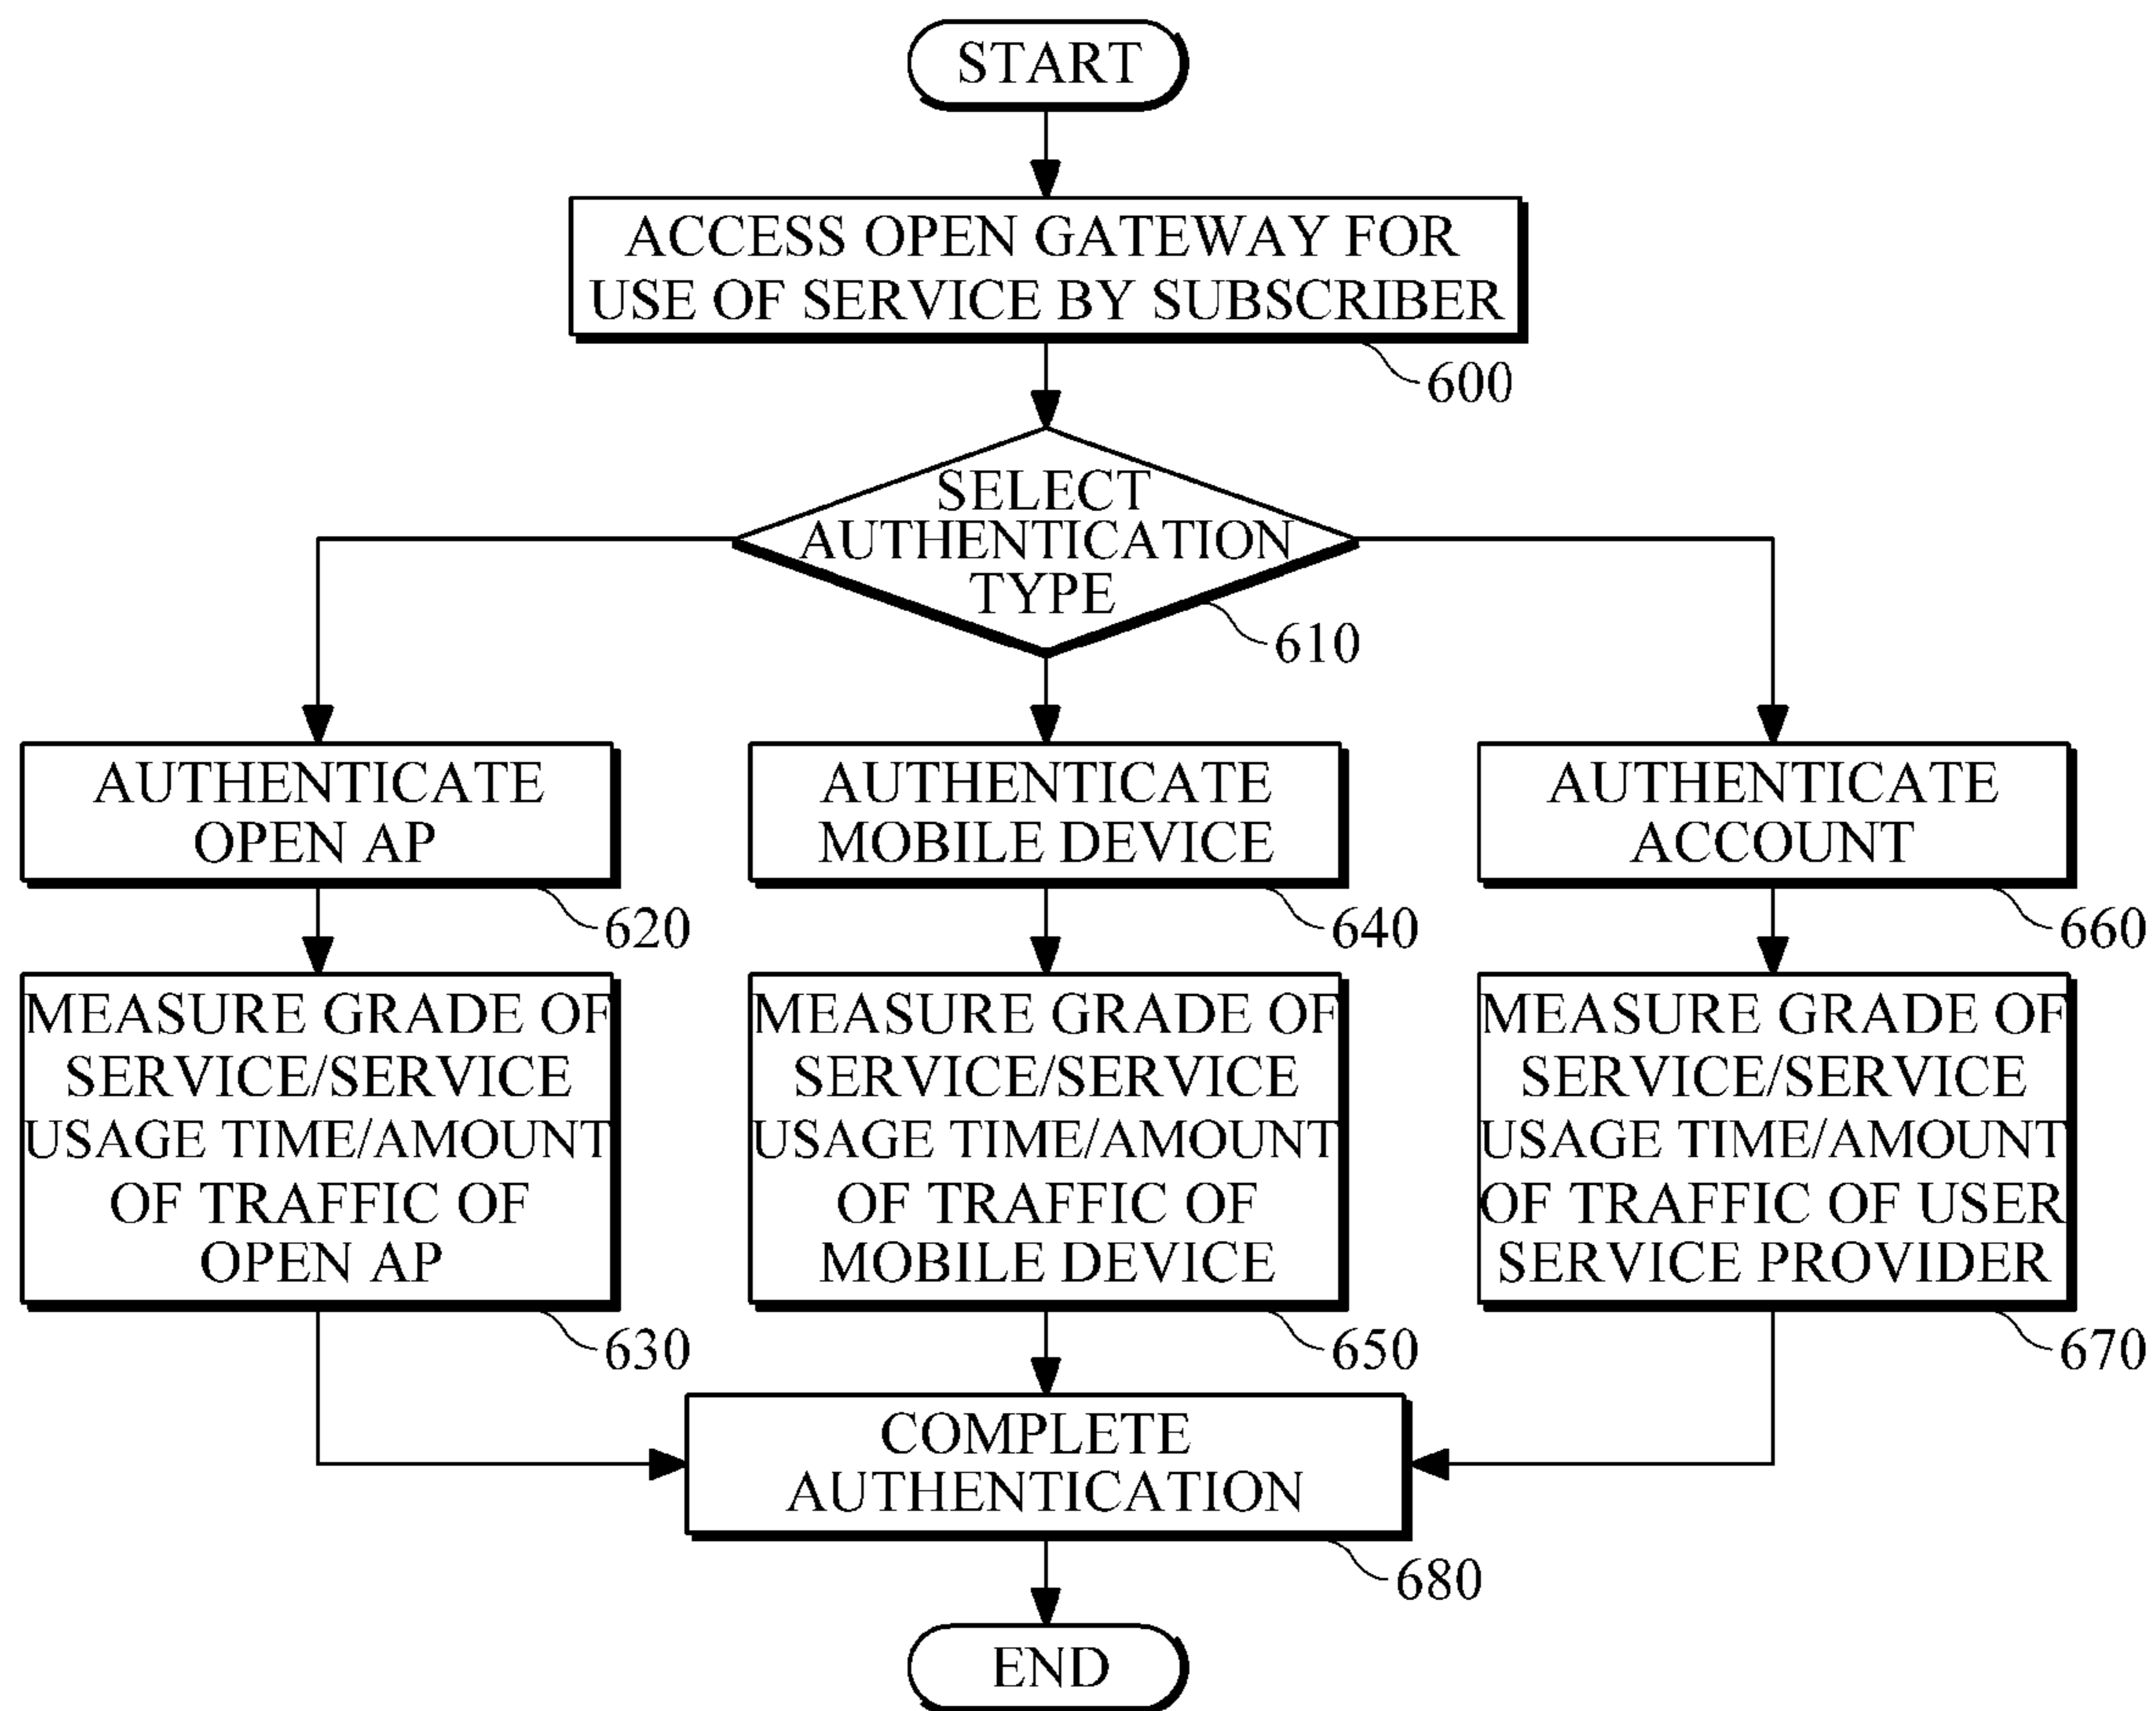 START
ACCESS OPEN GATEWAY FOR
USE OF SERVICE BY SUBSCRIBER
600
SELECT
AUTHENTICATION
TYPE
610
AUTHENTICATE
OPEN AP
620
AUTHENTICATE
MOBILE DEVICE
640
AUTHENTICATE
ACCOUNT
660
MEASURE GRADE OF
SERVICE/SERVICE
USAGE TIME/AMOUNT
OF TRAFFIC OF
OPEN AP
630
MEASURE GRADE OF
SERVICE/SERVICE
USAGE TIME/AMOUNT
OF TRAFFIC OF
MOBILE DEVICE
650
MEASURE GRADE OF
SERVICE/SERVICE
USAGE TIME/AMOUNT
OF TRAFFIC OF USER
SERVICE PROVIDER
670
COMPLETE
AUTHENTICATION
680
END